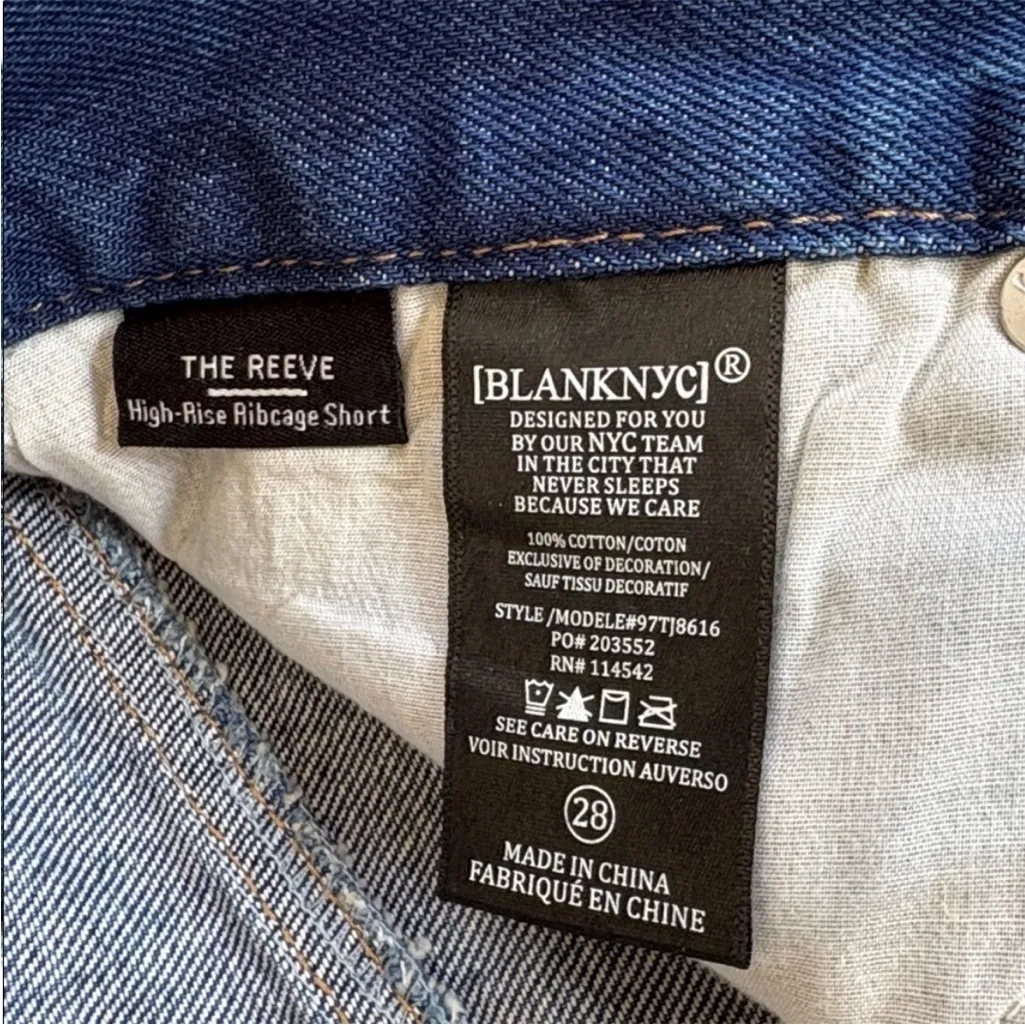 THE REEVE
High-Rise Ribcage Short
[BLANKNYC]®
DESIGNED FOR YOU
BY OUR NYC TEAM
IN THE CITY THAT
NEVER SLEEPS
BECAUSE WE CARE
100% COTTON/COTON
EXCLUSIVE OF DECORATION/
SAUF TISSU DECORATIF
STYLE /MODELE#97TJ8616
PO# 203552
RN# 114542
SEE CARE ON REVERSE
VOIR INSTRUCTION AUVERSO
28
MADE IN CHINA
FABRIQUÉ EN CHINE